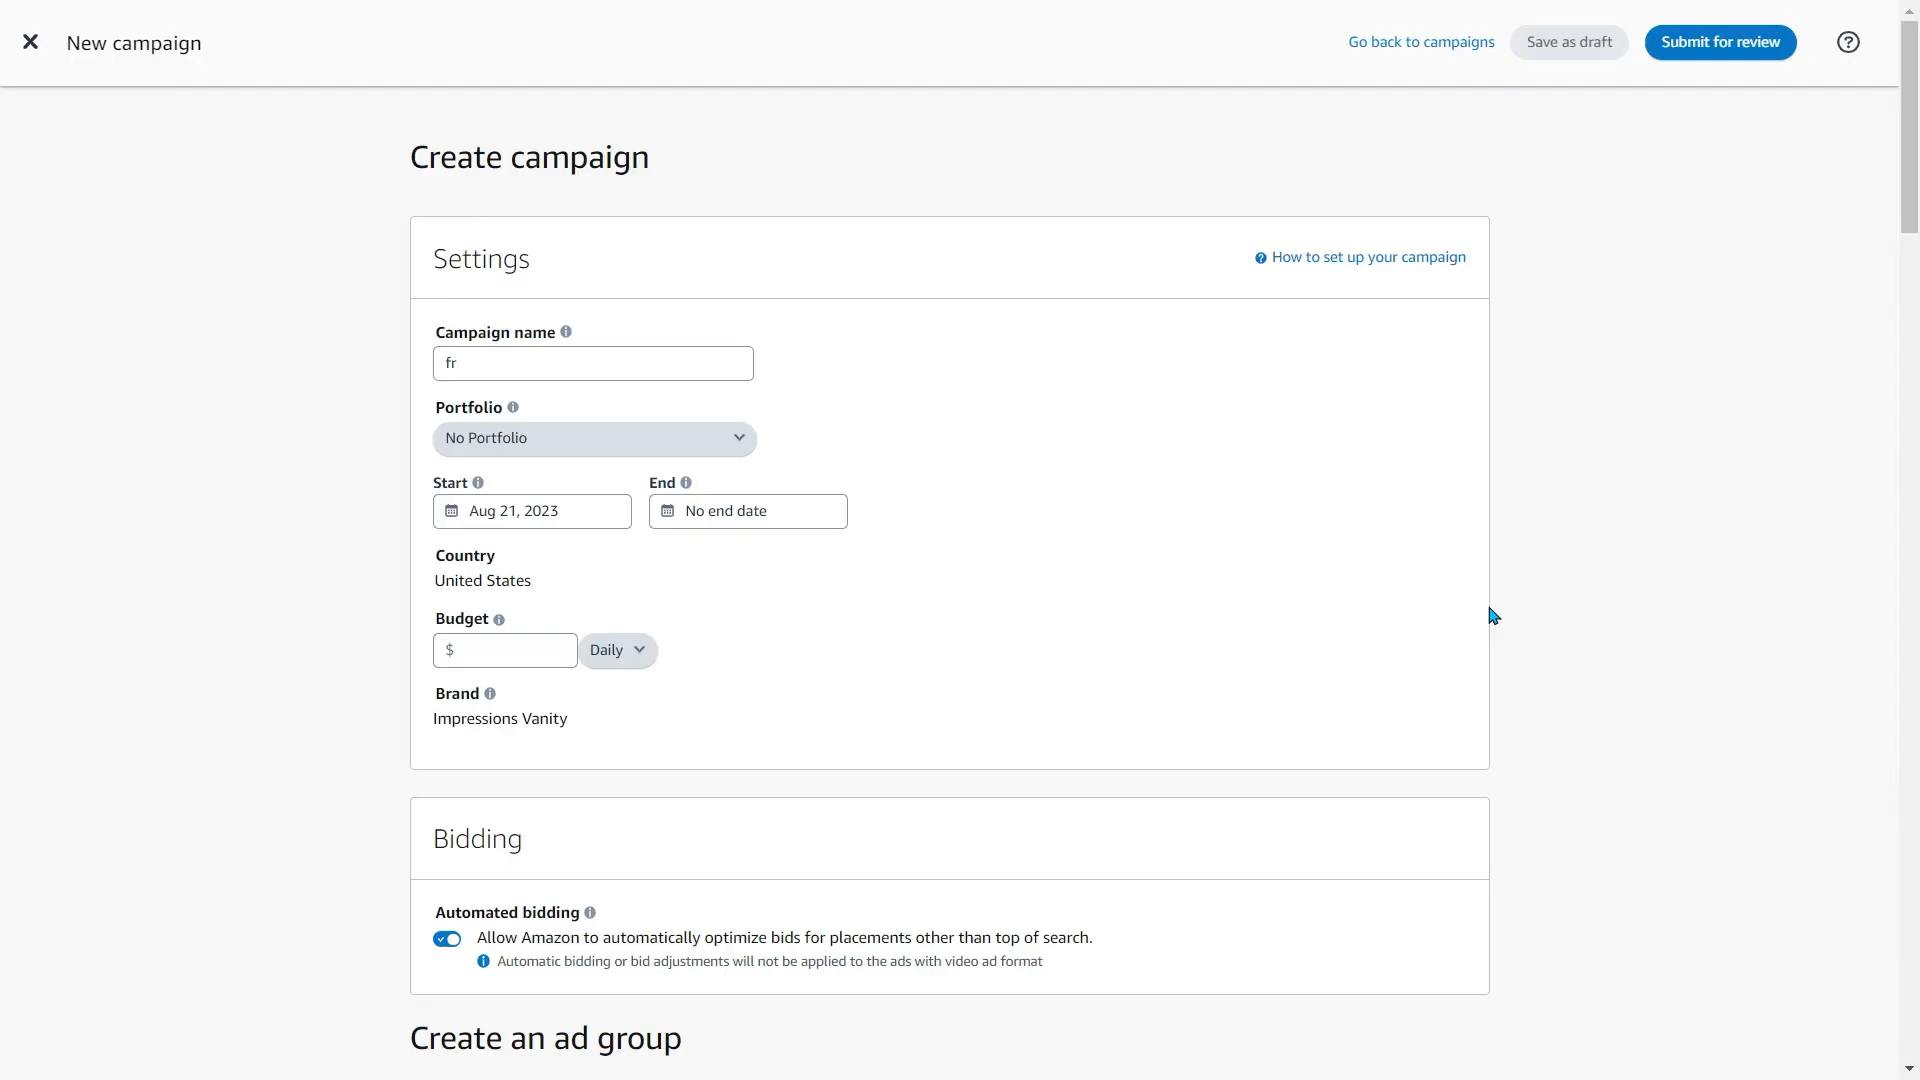 New campaign
Go back to campaigns
Save as draft
Submit for review
Create campaign
Settings
How to set up your campaign
Campaign name
fr
Portfolio
No Portfolio
Start
End
Aug 21, 2023
No end date
Country
United States
Budget
$
Daily
Brand
Impressions Vanity
Bidding
Automated bidding
Allow Amazon to automatically optimize bids for placements other than top of search.
Automatic bidding or bid adjustments will not be applied to the ads with video ad format
Create an ad group